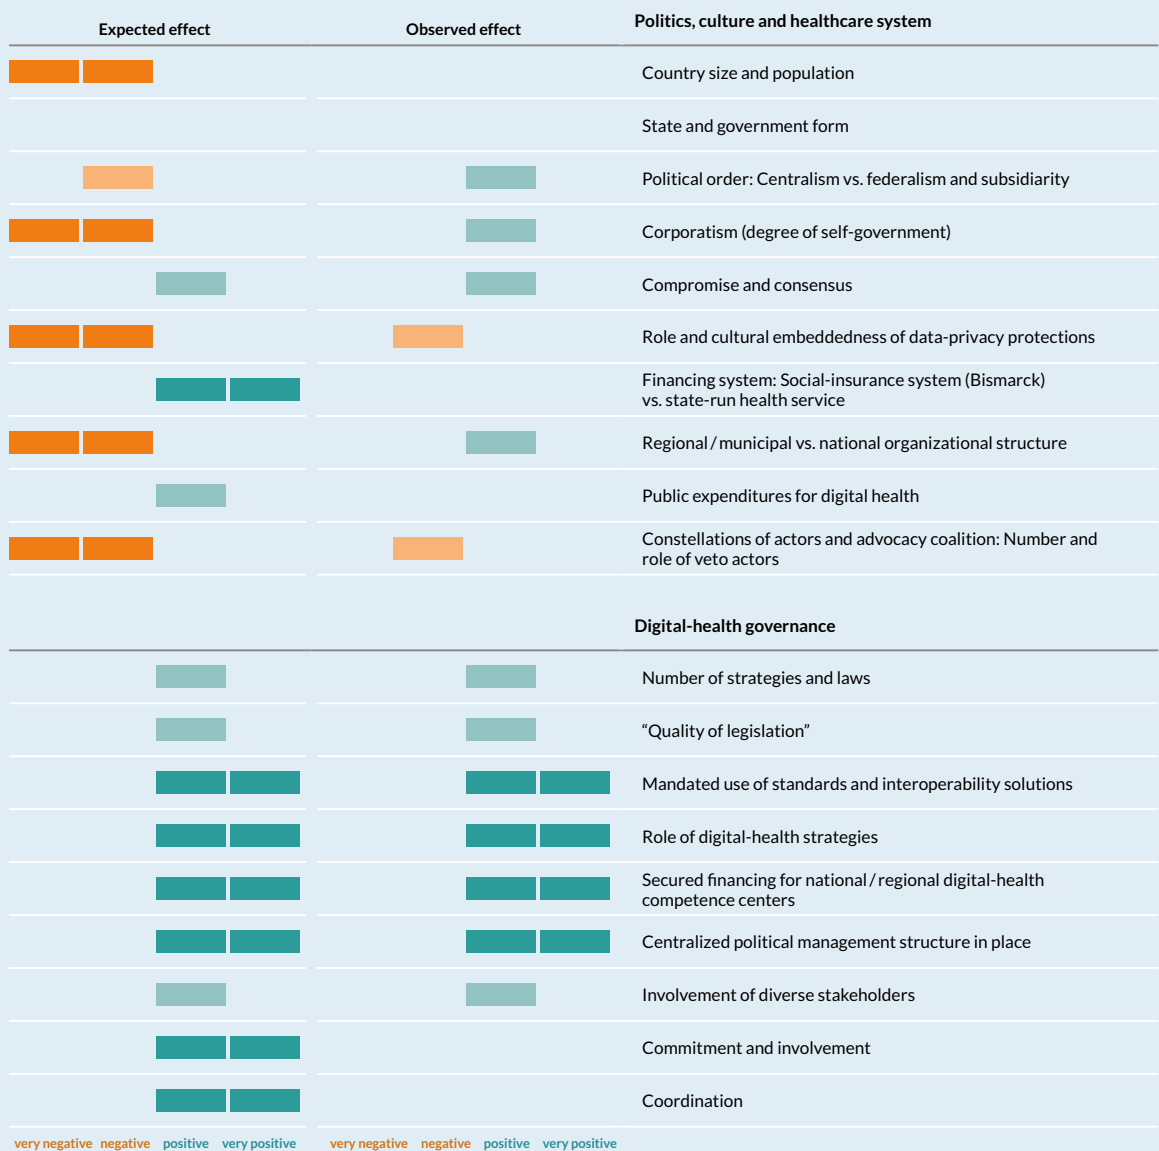 Expected effect
Observed effect
Politics, culture and healthcare system
Country size and population
State and government form
Political order: Centralism vs. federalism and subsidiarity
Corporatism (degree of self-government)
Compromise and consensus
Role and cultural embeddedness of data-privacy protections
Financing system: Social-insurance system (Bismarck)
vs. state-run health service
Regional / municipal vs. national organizational structure
Public expenditures for digital health
Constellations of actors and advocacy coalition: Number and
role of veto actors
Digital-health governance
Number of strategies and laws
“Quality of legislation”
Mandated use of standards and interoperability solutions
Role of digital-health strategies
Secured financing for national / regional digital-health
competence centers
Centralized political management structure in place
Involvement of diverse stakeholders
Commitment and involvement
Coordination
very negative negative positive very positive
very negative negative positive very positive